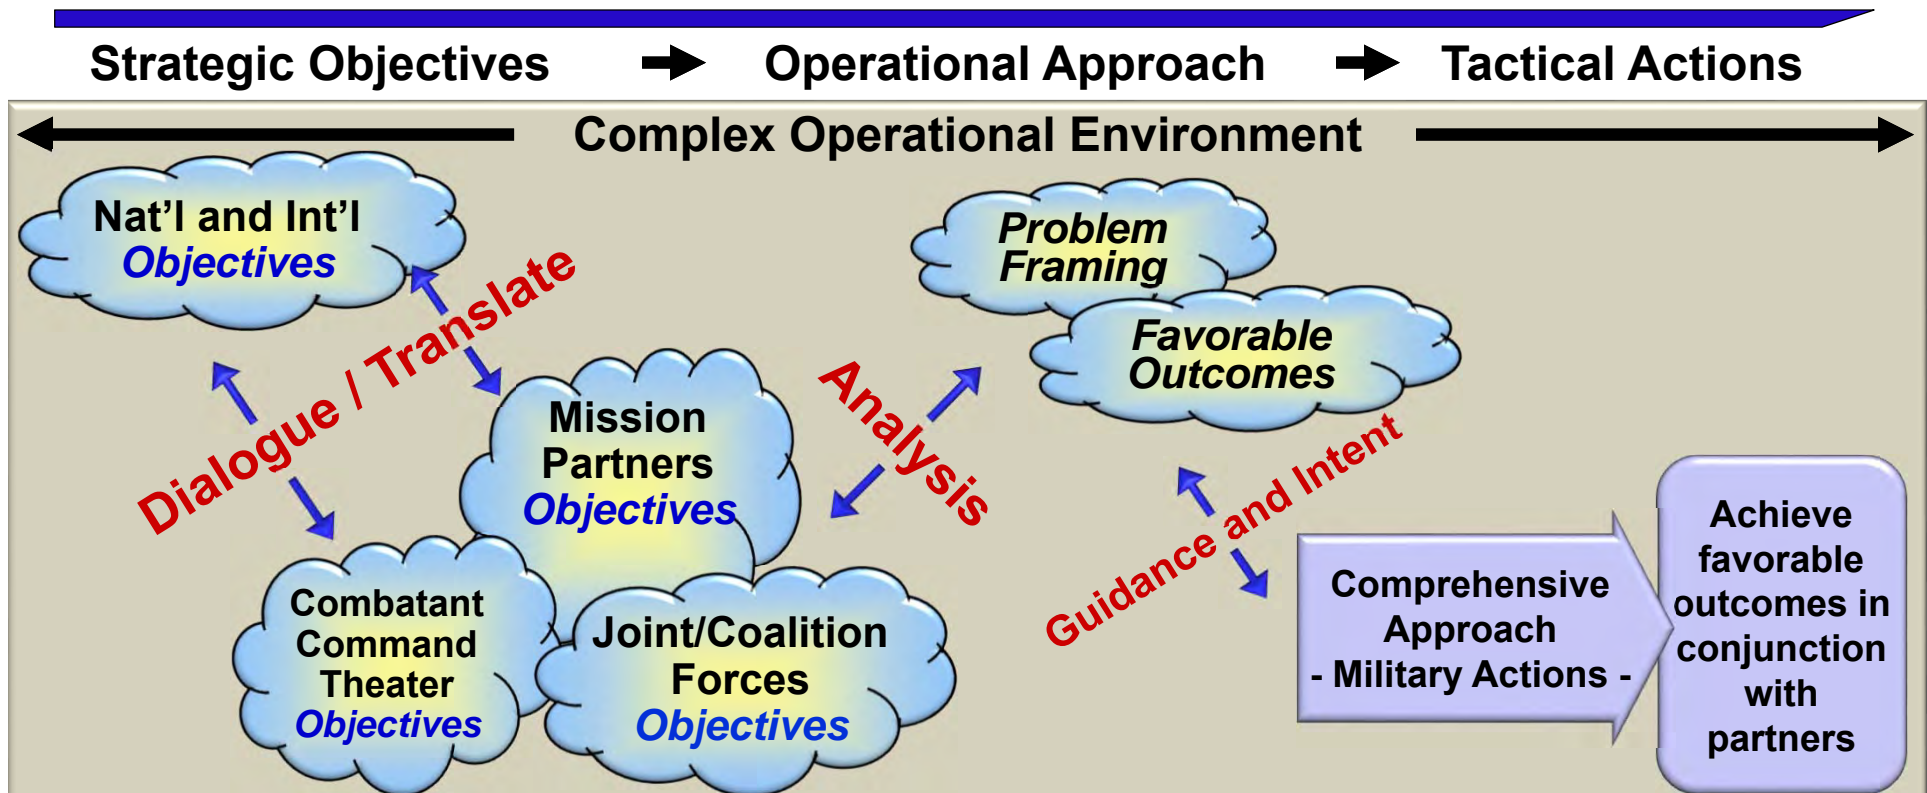 Strategic Objectives
Operational Approach
Tactical Actions
Complex Operational Environment
Nat'l and Int'l
Objectives
Dialogue / Translate
Mission
Partners
Objectives
Combatant
Command
Theater
Objectives
Joint/Coalition
Forces
Objectives
Analysis
Problem
Framing
Favorable
Outcomes
Guidance and Intent
Comprehensive
Approach
- Military Actions -
Achieve
favorable
outcomes in
conjunction
with
partners